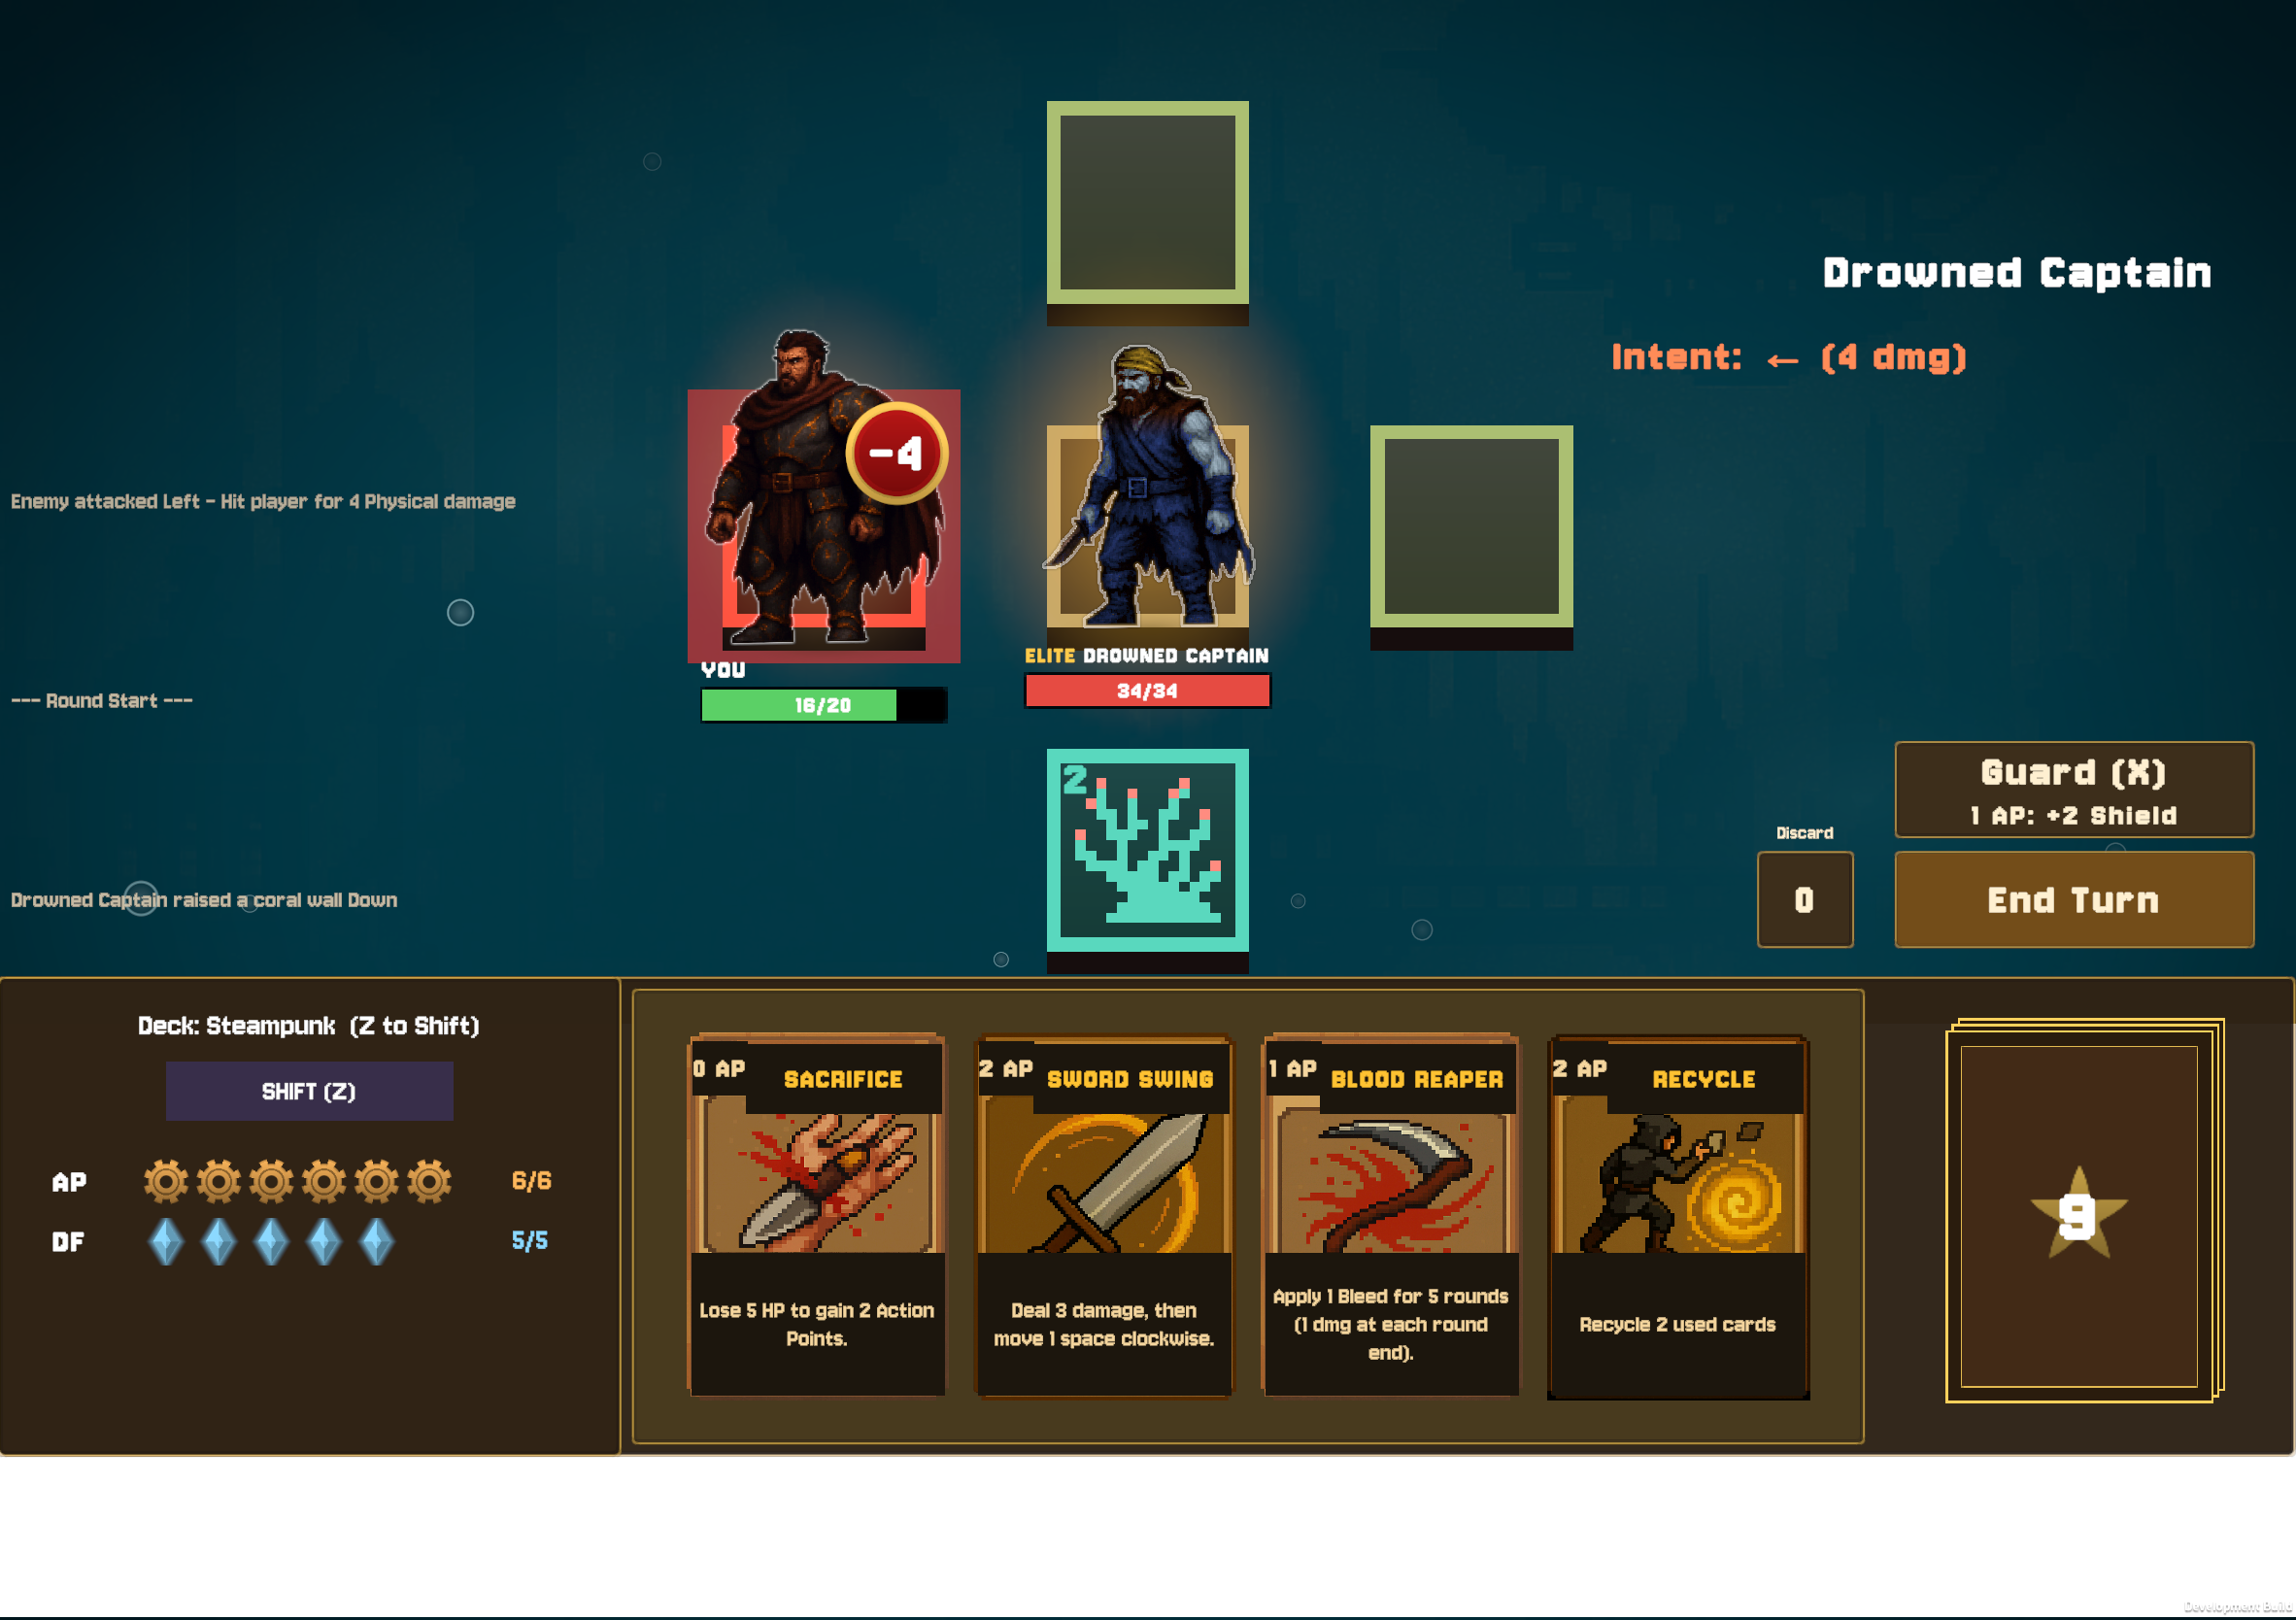 Drowned Captain
Intent: ← (4 dmg)
-4
Enemy attacked Left - Hit player for 4 Physical damage
YOU
16/20
ELITE DROWNED CAPTAIN
34/34
--- Round Start ---
2
Guard (X)
1 AP: +2 Shield
Discard
0
End Turn
Drowned Captain raised a coral wall Down
Deck: Steampunk (Z to Shift)
SHIFT (Z)
AP
6/6
DF
5/5
0 AP
SACRIFICE
Lose 5 HP to gain 2 Action
Points.
2 AP
SWORD SWING
Deal 3 damage, then
move 1 space clockwise.
1 AP
BLOOD REAPER
Apply 1 Bleed for 5 rounds
(1 dmg at each round
end).
2 AP
RECYCLE
Recycle 2 used cards
9
Development Build